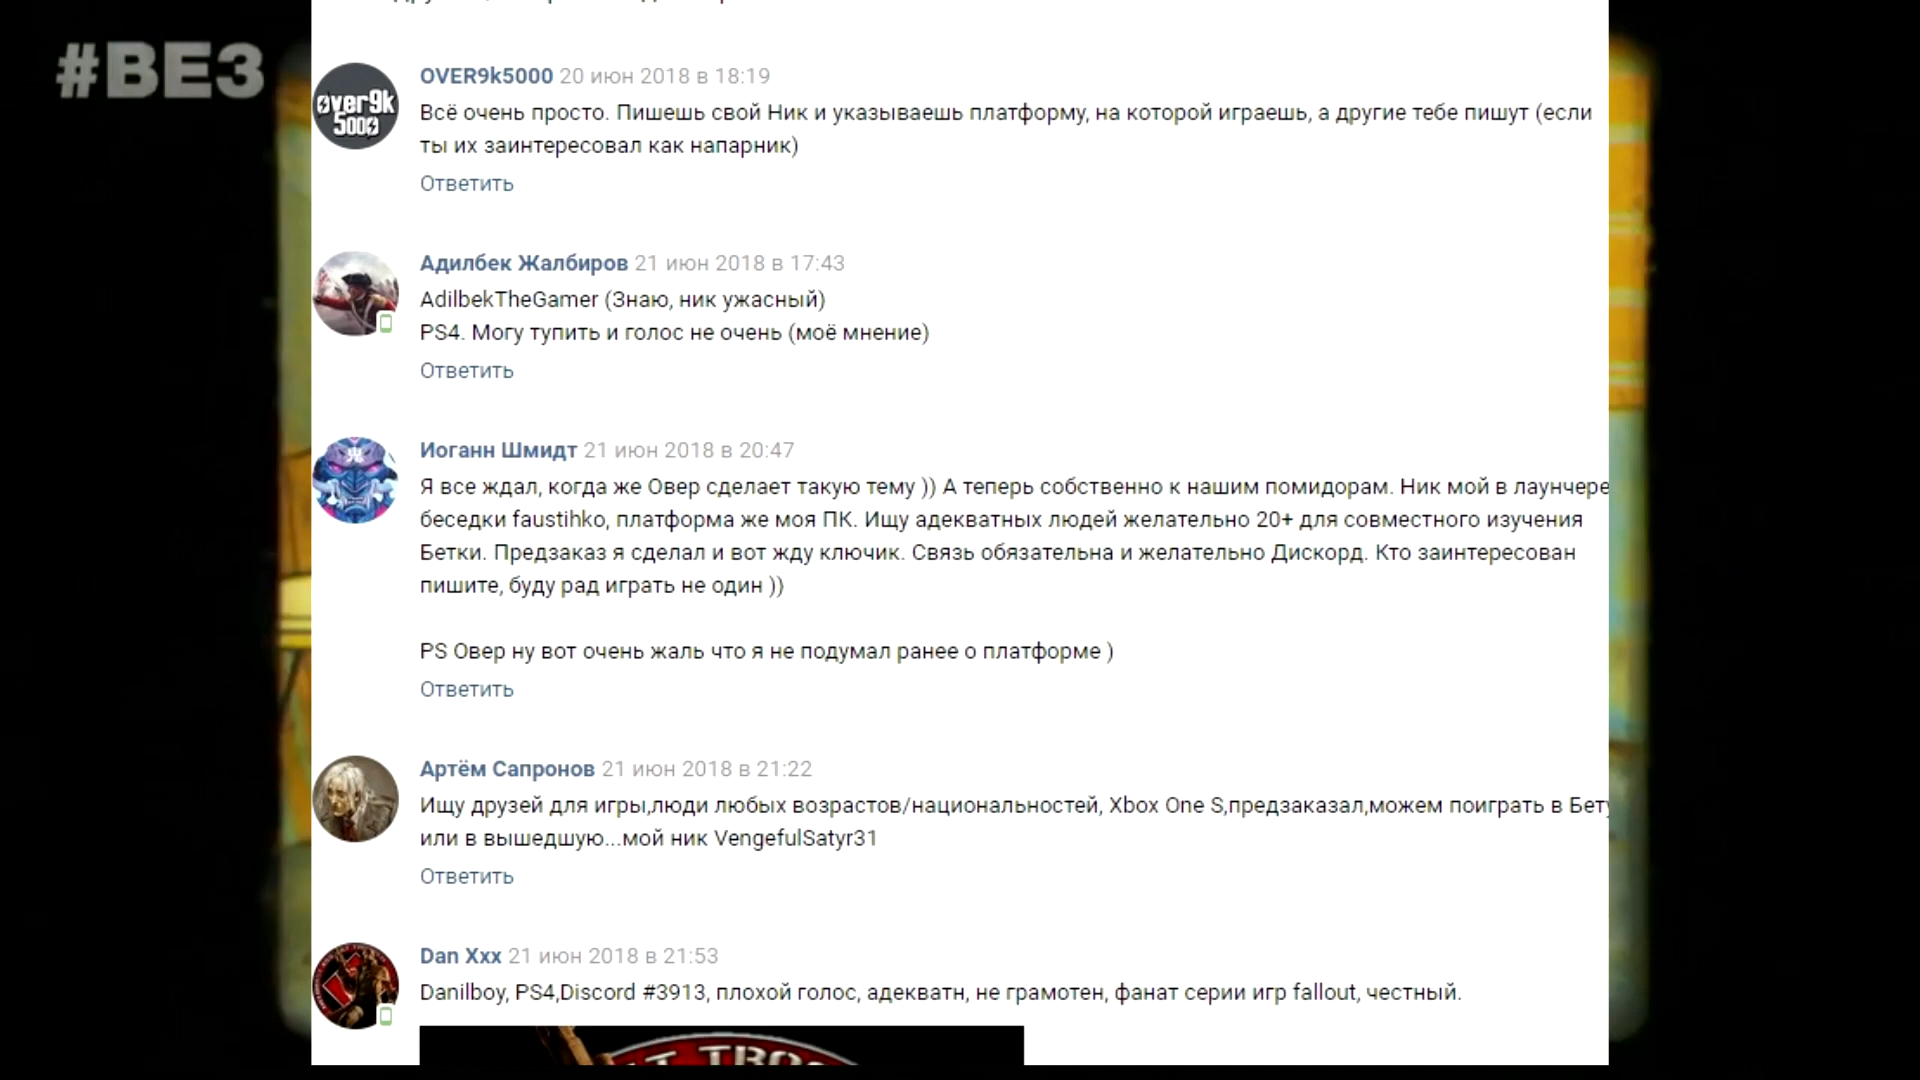 #ВЕЗ
OVER9k5000 20 июн 2018 в 18:19
over9k
5000
Всё очень просто. Пишешь свой Ник и указываешь платформу, на которой играешь, а другие тебе пишут (если
ты их заинтересовал как напарник)
Ответить
Адилбек Жалбиров 21 июн 2018 в 17:43
AdilbekTheGamer (Знаю, ник ужасный)
PS4. Могу тупить и голос не очень (моё мнение)
Ответить
Иоганн Шмидт 21 июн 2018 в 20:47
Я все ждал, когда же Овер сделает такую тему )) А теперь собственно к нашим помидорам. Ник мой в лаунчере
беседки faustihko, платформа же моя ПК. Ищу адекватных людей желательно 20+ для совместного изучения
Бетки. Предзаказ я сделал и вот жду ключик. Связь обязательна и желательно Дискорд. Кто заинтересован
пишите, буду рад играть не один ))
PS Овер ну вот очень жаль что я не подумал ранее о платформе )
Ответить
Артём Сапронов 21 июн 2018 в 21:22
Ищу друзей для игры,люди любых возрастов/национальностей, Xbox One S,предзаказал,можем поиграть в Бету
или в вышедшую...мой ник VengefulSatyr31
Ответить
Dan Xxx 21 июн 2018 в 21:53
Danilboy, PS4,Discord #3913, плохой голос, адекватн, не грамотен, фанат серии игр fallout, честный.